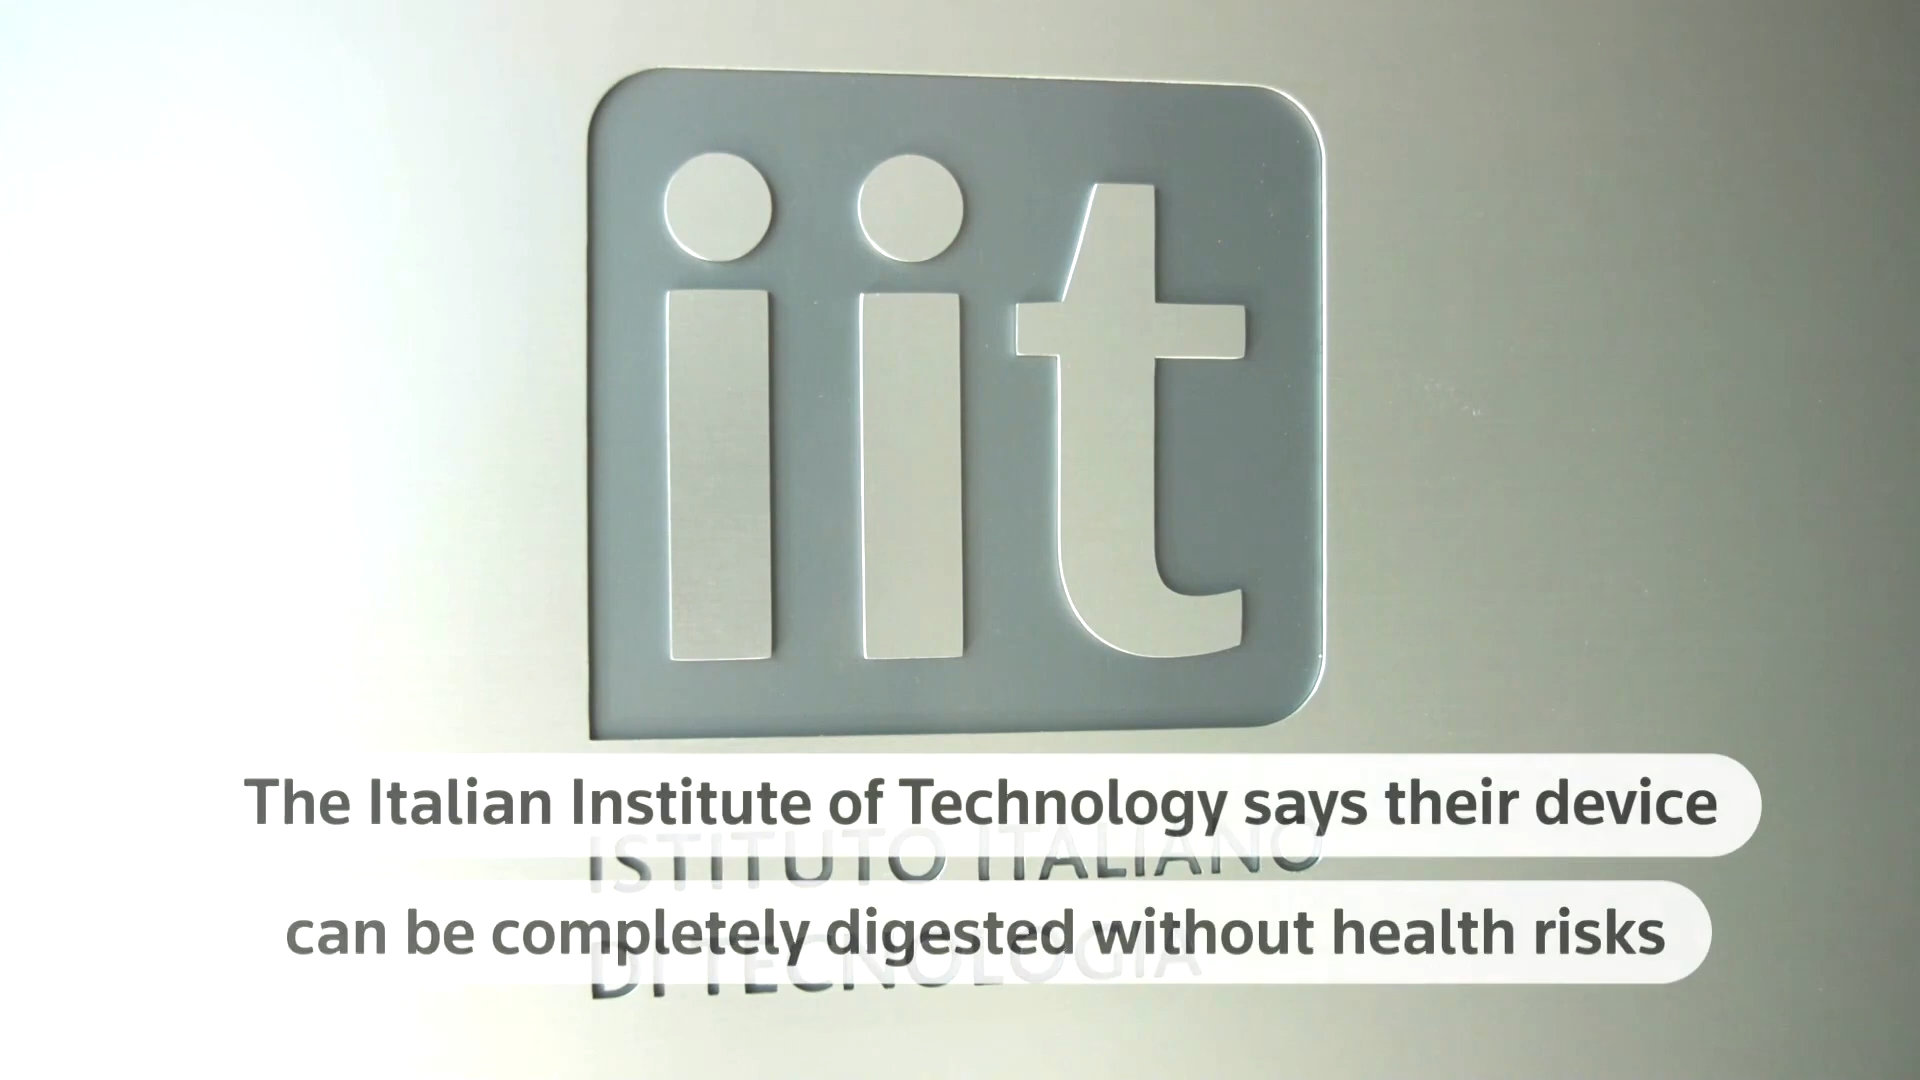 iit
The Italian Institute of Technology says their device
ISTITUTO ITALIANO
can be completely digested without health risks
DI TECNOLOGIA